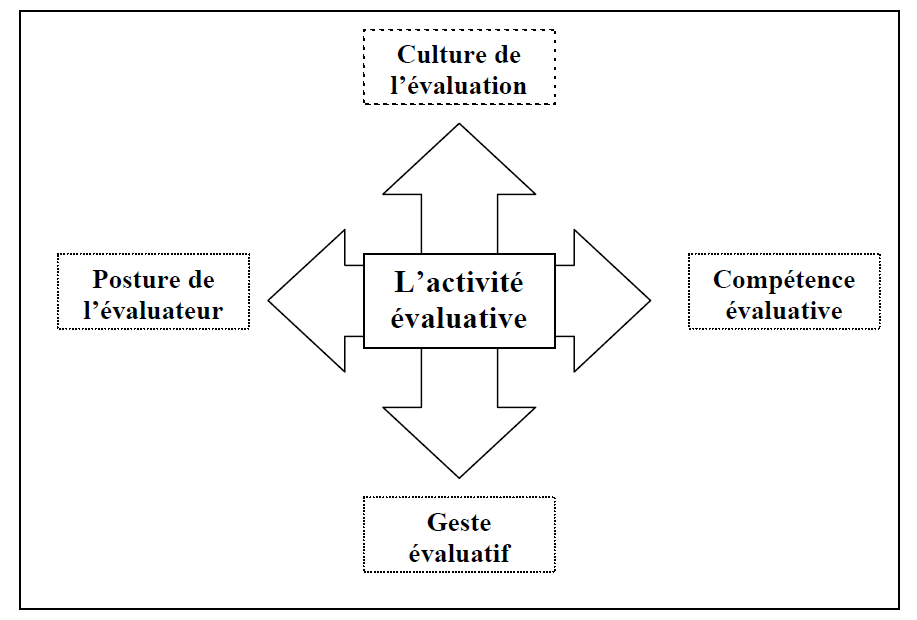 Culture de
l’évaluation
Posture de
l’évaluateur
L’activité
évaluative
Compétence
évaluative
Geste
évaluatif